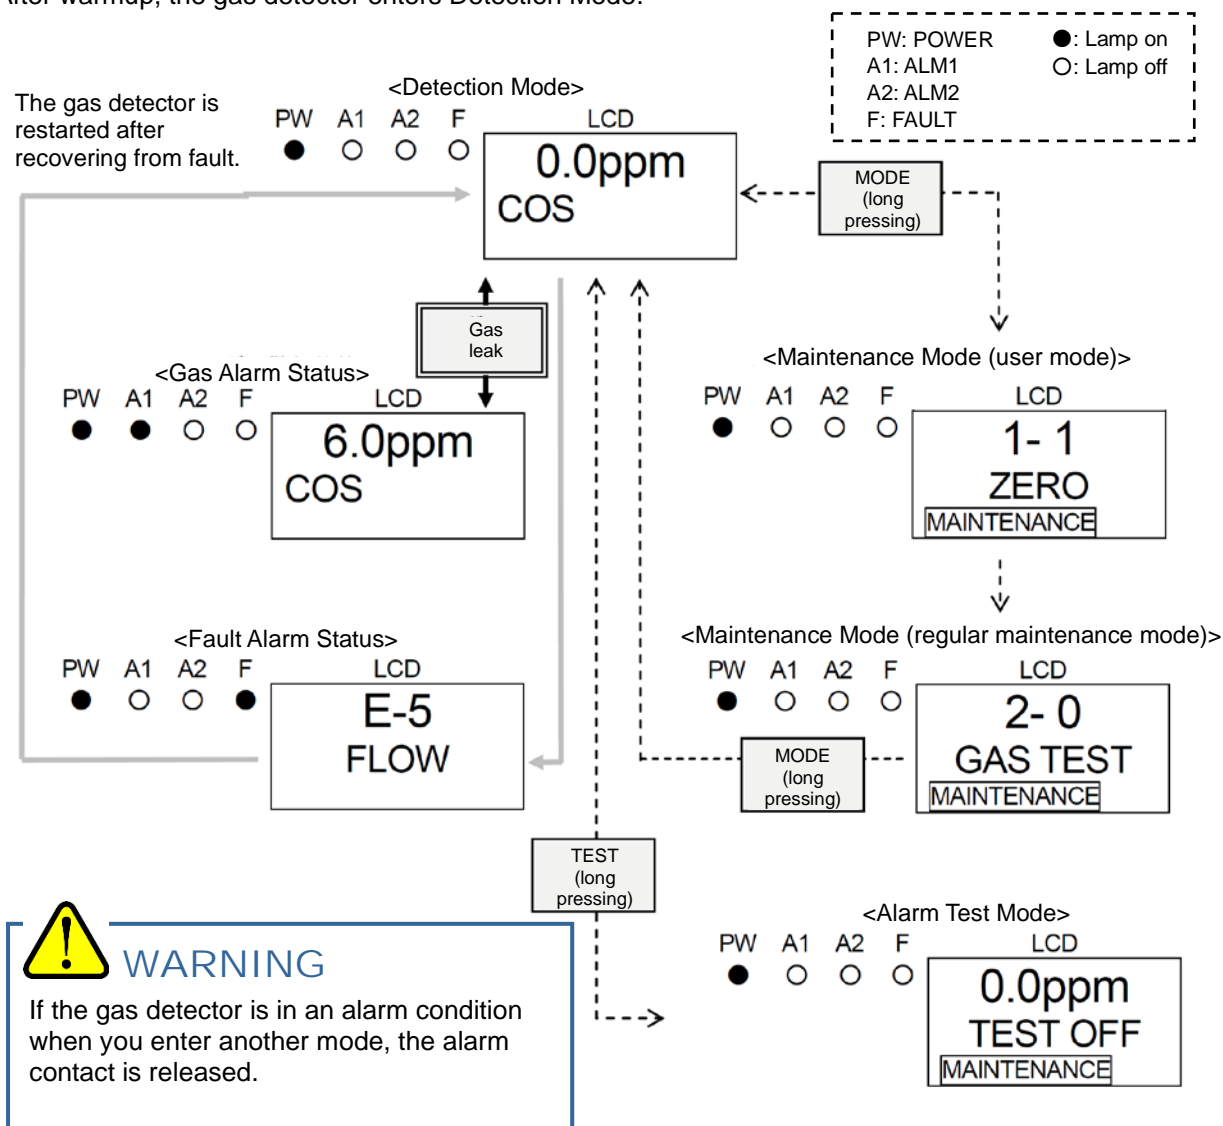 After warmup, the gas detector enters Detection Mode.
PW: POWER ●: Lamp on
A1: ALM1 ○: Lamp off
A2: ALM2
F: FAULT
The gas detector is
restarted after
recovering from fault.
<Detection Mode>
PW A1 A2 F LCD
0.0ppm
COS
MODE
(long
pressing)
Gas
leak
<Gas Alarm Status>
PW A1 A2 F LCD
6.0ppm
COS
<Maintenance Mode (user mode)>
PW A1 A2 F LCD
1- 1
ZERO
MAINTENANCE
<Fault Alarm Status>
PW A1 A2 F LCD
E-5
FLOW
<Maintenance Mode (regular maintenance mode)>
PW A1 A2 F LCD
2- 0
GAS TEST
MAINTENANCE
MODE
(long
pressing)
TEST
(long
pressing)
<Alarm Test Mode>
PW A1 A2 F LCD
0.0ppm
TEST OFF
MAINTENANCE
WARNING
If the gas detector is in an alarm condition
when you enter another mode, the alarm
contact is released.